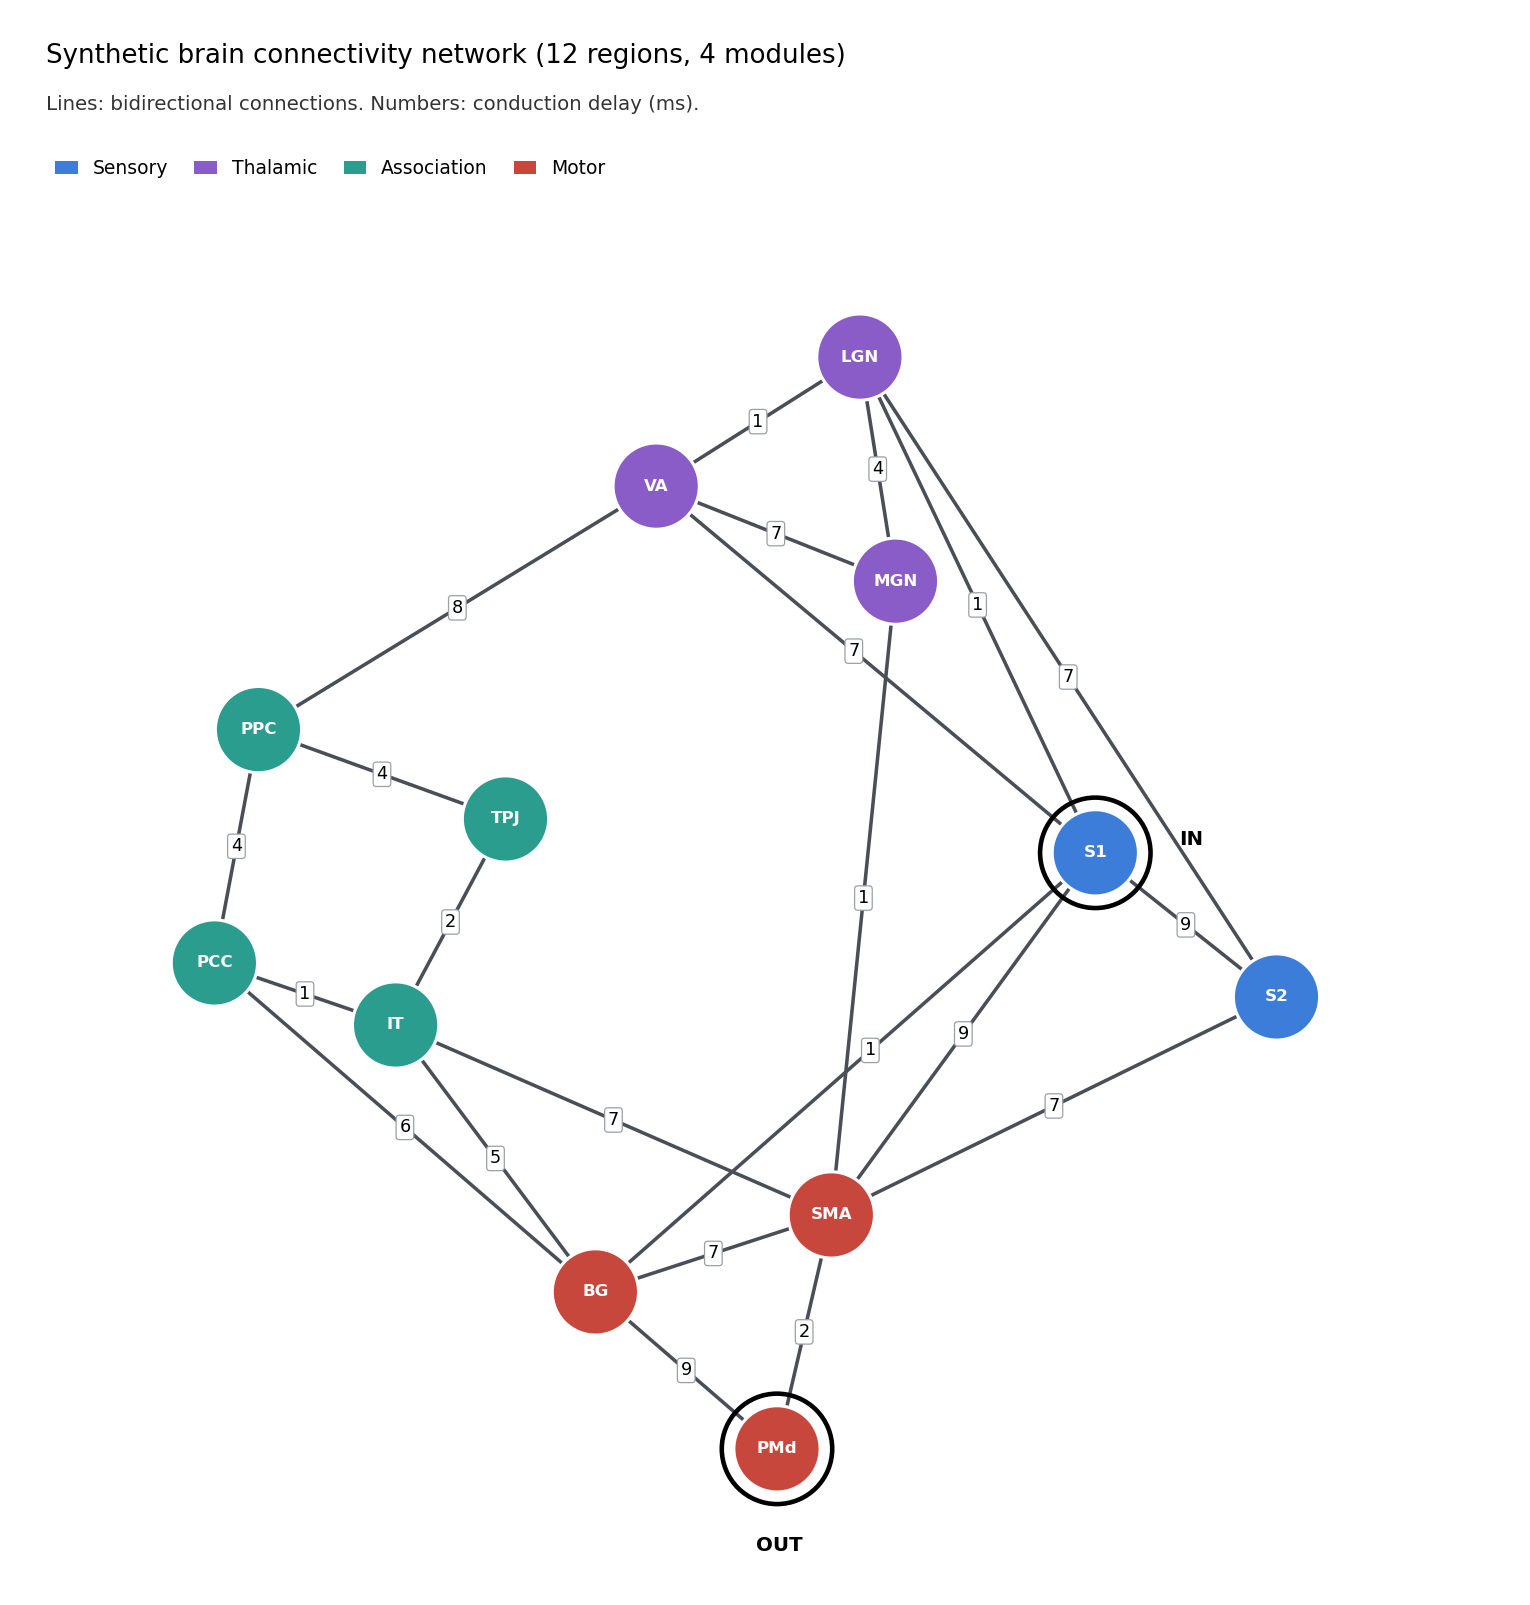 Synthetic brain connectivity network (12 regions, 4 modules)
Lines: bidirectional connections. Numbers: conduction delay (ms).
Sensory Thalamic Association Motor
LGN
1
4
VA
7
MGN
8
1
7
7
PPC
4
TPJ
4
IN
S1
2
1
9
PCC
1
S2
IT
9
1
7
6
7
5
SMA
7
BG
2
9
PMd
OUT